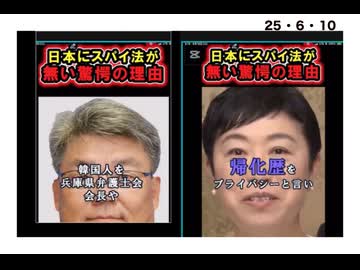 25・6・10
日本にスパイ法が
無い驚愕の理由
韓国人を
兵庫県弁護士会
会長や
日本にスパイ法が
無い驚愕の理由
帰化歴を
プライバシーと言い